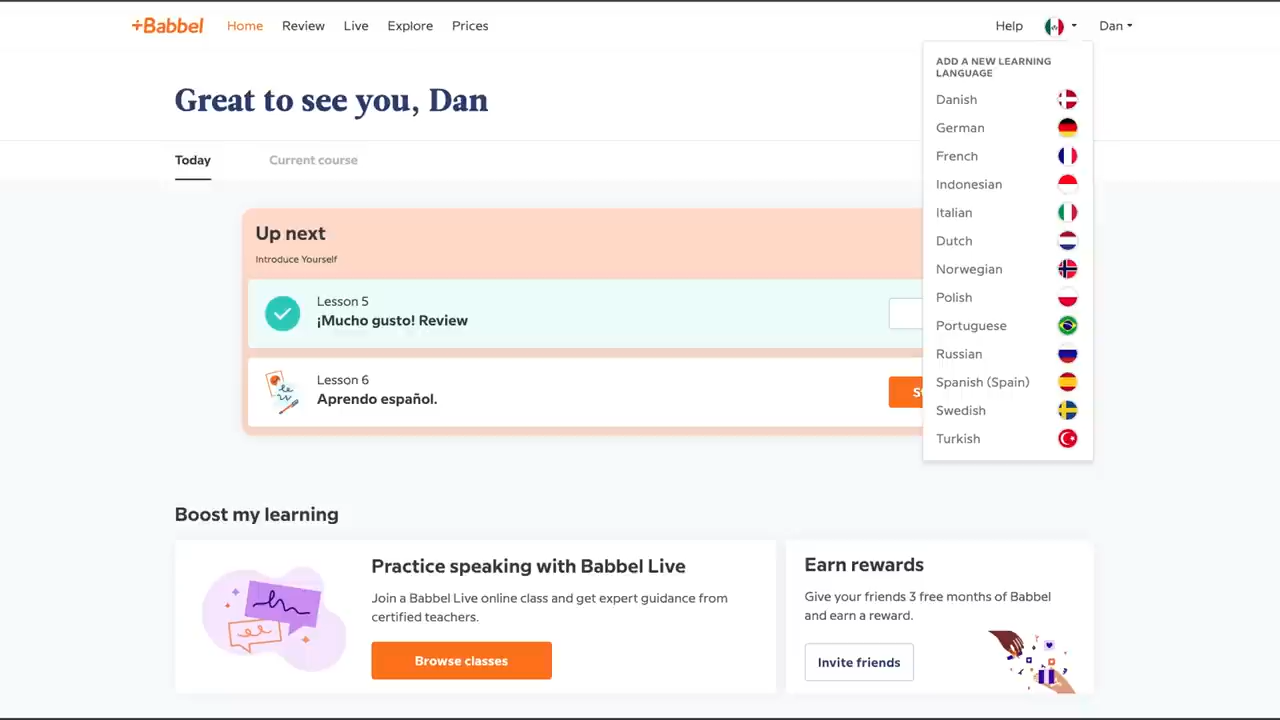 +Babbel Home Review Live Explore Prices Help Dan
ADD A NEW LEARNING
LANGUAGE
Danish
German
French
Indonesian
Italian
Dutch
Norwegian
Polish
Portuguese
Russian
Spanish (Spain)
Swedish
Turkish
Great to see you, Dan
Today Current course
Up next
Introduce Yourself
Lesson 5
¡Mucho gusto! Review
Lesson 6
Aprendo español.
Boost my learning
Practice speaking with Babbel Live
Join a Babbel Live online class and get expert guidance from
certified teachers.
Browse classes
Earn rewards
Give your friends 3 free months of Babbel
and earn a reward.
Invite friends